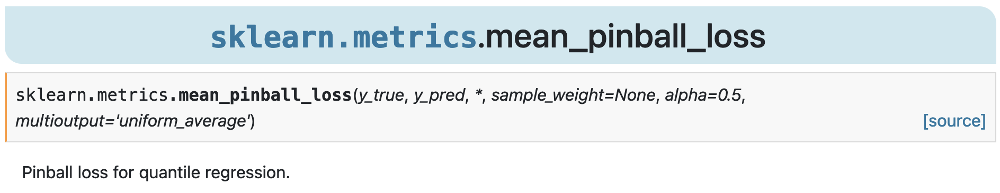 sklearn.metrics.mean_pinball_loss
sklearn.metrics.mean_pinball_loss(y_true, y_pred, *, sample_weight=None, alpha=0.5,
multioutput='uniform_average') [source]
Pinball loss for quantile regression.